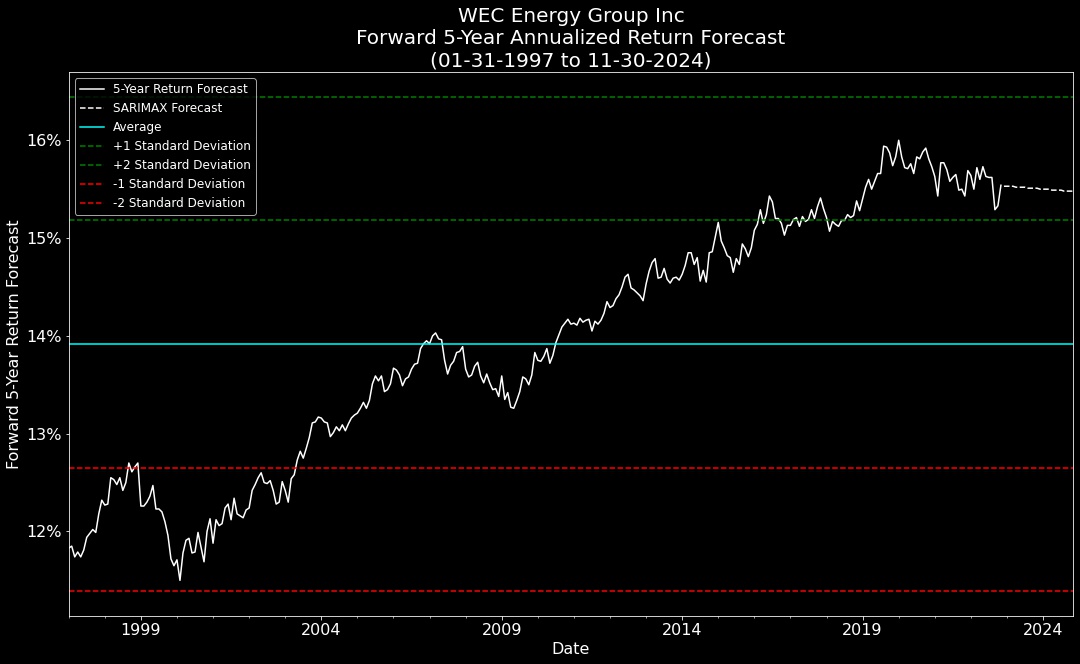 WEC Energy Group Inc
Forward 5-Year Annualized Return Forecast
(01-31-1997 to 11-30-2024)
5-Year Return Forecast
SARIMAX Forecast
Average
+1 Standard Deviation
+2 Standard Deviation
-1 Standard Deviation
-2 Standard Deviation
Forward 5-Year Return Forecast
16%
15%
14%
13%
12%
1999 2004 2009 2014 2019 2024
Date